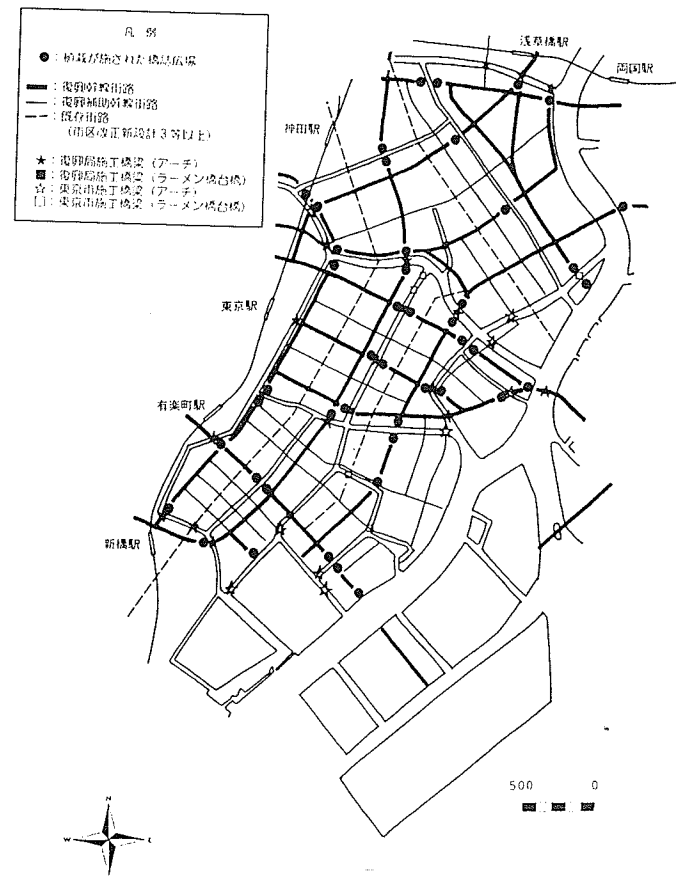 凡 例
：植栽が施された橋詰広場
：復興幹線街路
：復興補助幹線街路
：既存街路
(市区改正新設計3等以上)
★：復興局施工橋梁（アーチ）
■：復興局施工橋梁（ラーメン橋台橋）
☆：東京市施工橋梁（アーチ）
□：東京市施工橋梁（ラーメン橋台橋）
浅草橋駅
両国駅
神田駅
東京駅
有楽町駅
新橋駅
500 0
N
W E
S